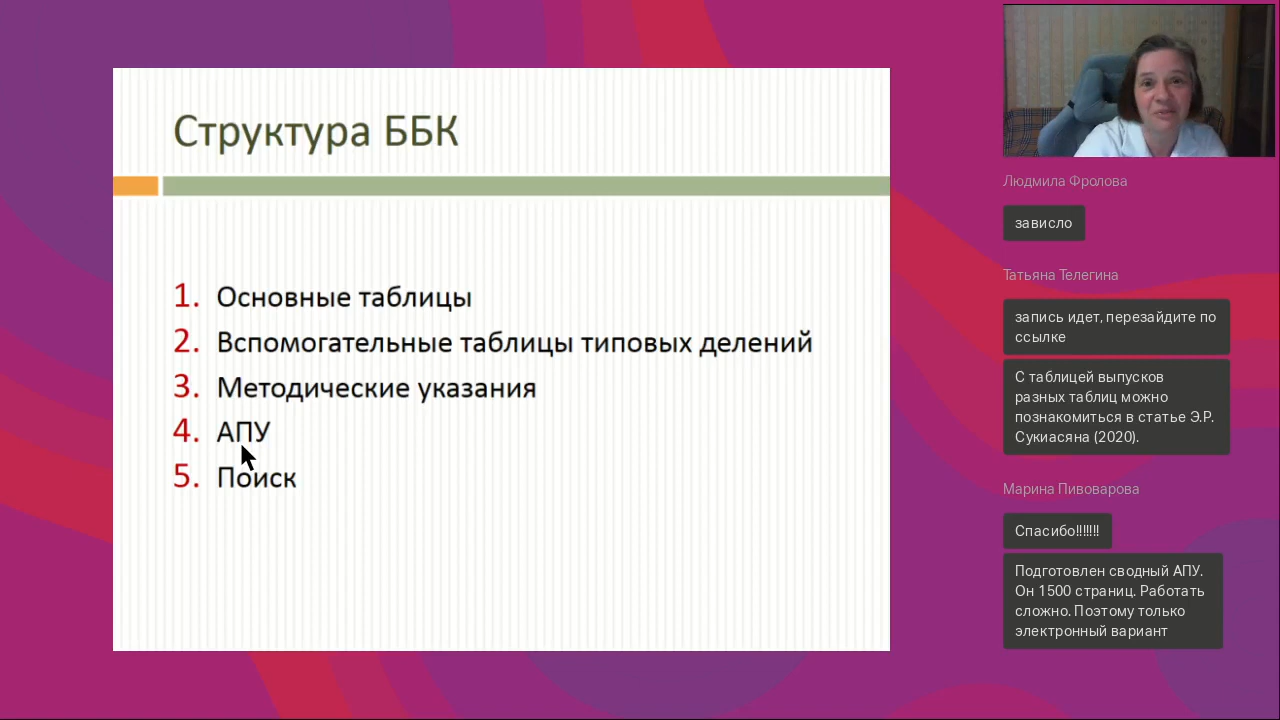 Структура ББК
1. Основные таблицы
2. Вспомогательные таблицы типовых делений
3. Методические указания
4. АПУ
5. Поиск
Людмила Фролова
зависло
Татьяна Телегина
запись идет, перезайдите по
ссылке
С таблицей выпусков
разных таблиц можно
познакомиться в статье Э.Р.
Сукиасяна (2020).
Марина Пивоварова
Спасибо!!!!!!!
Подготовлен сводный АПУ.
Он 1500 страниц. Работать
сложно. Поэтому только
электронный вариант